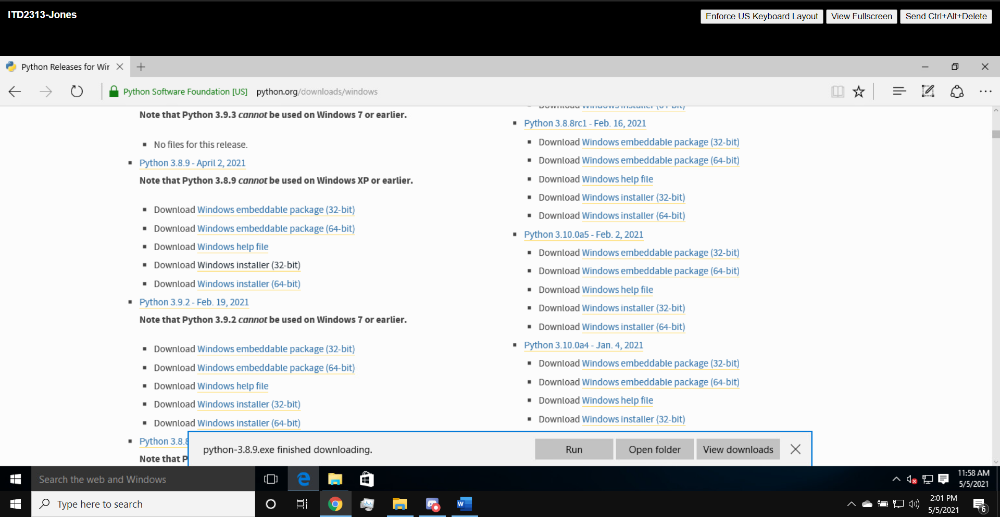 ITD2313-Jones
Enforce US Keyboard Layout
View Fullscreen
Send Ctrl+Alt+Delete
Python Releases for Wir
Python Software Foundation [US] python.org/downloads/windows
Note that Python 3.9.3 cannot be used on Windows 7 or earlier.
No files for this release.
Python 3.8.9 - April 2, 2021
Note that Python 3.8.9 cannot be used on Windows XP or earlier.
Download Windows embeddable package (32-bit)
Download Windows embeddable package (64-bit)
Download Windows help file
Download Windows installer (32-bit)
Download Windows installer (64-bit)
Python 3.9.2 - Feb. 19, 2021
Note that Python 3.9.2 cannot be used on Windows 7 or earlier.
Download Windows embeddable package (32-bit)
Download Windows embeddable package (64-bit)
Download Windows help file
Download Windows installer (32-bit)
Download Windows installer (64-bit)
Python 3.8.8
Note that P
Download Windows installer (64-bit)
Python 3.8.8rc1 - Feb. 16, 2021
Download Windows embeddable package (32-bit)
Download Windows embeddable package (64-bit)
Download Windows help file
Download Windows installer (32-bit)
Download Windows installer (64-bit)
Python 3.10.0a5 - Feb. 2, 2021
Download Windows embeddable package (32-bit)
Download Windows embeddable package (64-bit)
Download Windows help file
Download Windows installer (32-bit)
Download Windows installer (64-bit)
Python 3.10.0a4 - Jan. 4, 2021
Download Windows embeddable package (32-bit)
Download Windows embeddable package (64-bit)
Download Windows help file
Download Windows installer (32-bit)
python-3.8.9.exe finished downloading.
Run
Open folder
View downloads
Search the web and Windows
11:58 AM
5/5/2021
Type here to search
2:01 PM
5/5/2021
6